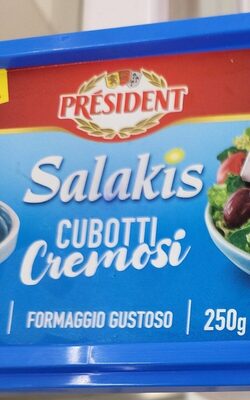 PRÉSIDENT
Salakis
CUBOTTI
Cremosi
FORMAGGIO GUSTOSO
250g